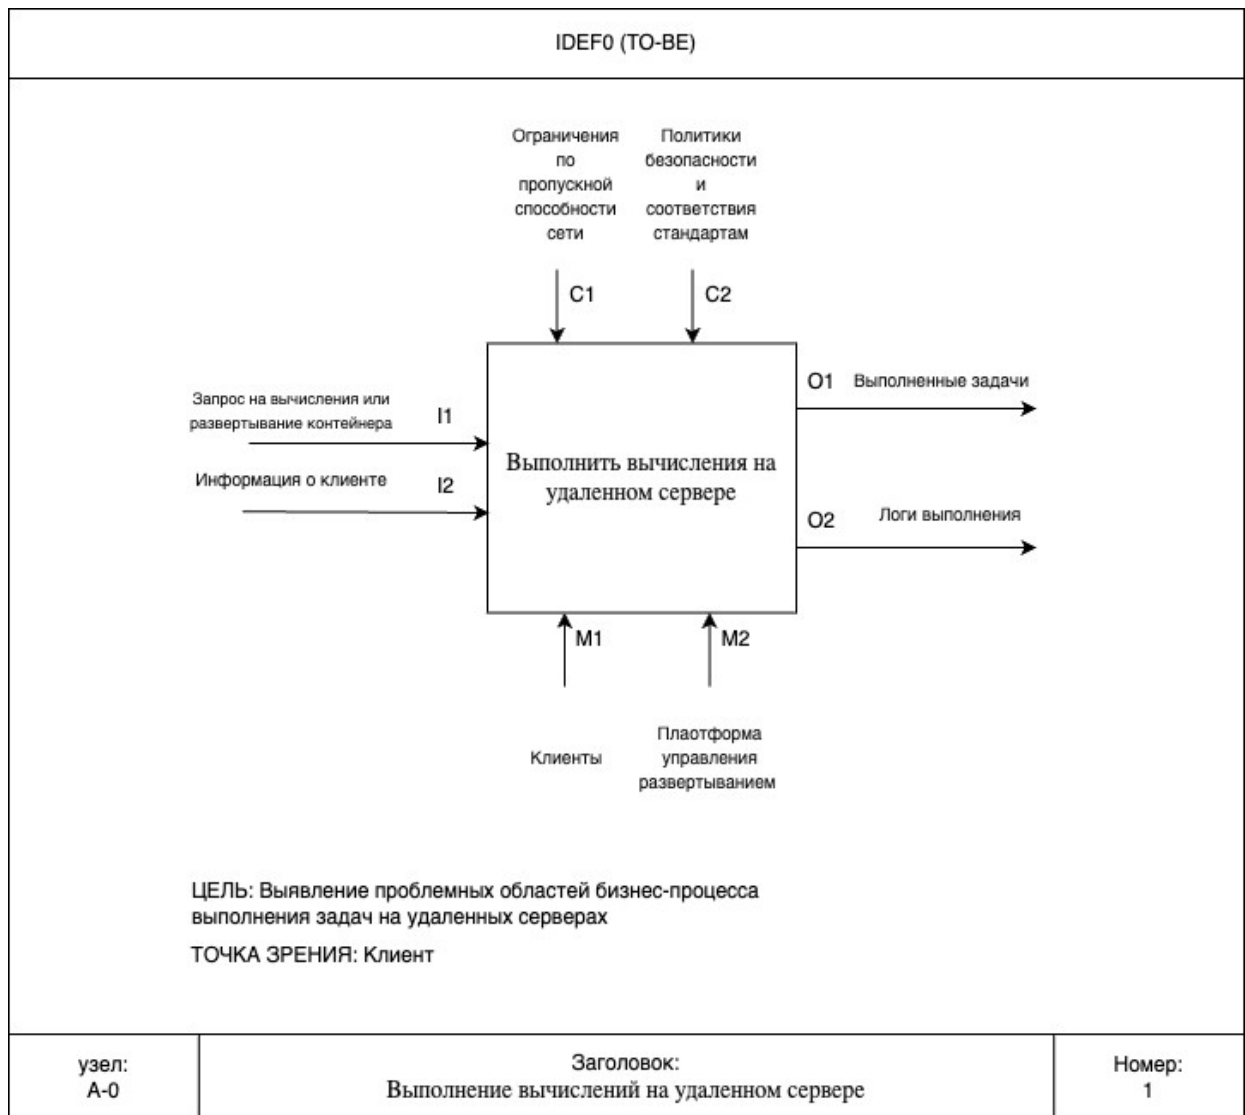 IDEF0 (TO-BE)
Ограничения
по
пропускной
способности
сети
Политики
безопасности
и
соответствия
стандартам
C1
C2
Запрос на вычисления или
развертывание контейнера
I1
Информация о клиенте
I2
Выполнить вычисления на
удаленном сервере
O1
Выполненные задачи
O2
Логи выполнения
M1
M2
Клиенты
Плаотформа
управления
развертыванием
ЦЕЛЬ: Выявление проблемных областей бизнес-процесса
выполнения задач на удаленных серверах
ТОЧКА ЗРЕНИЯ: Клиент
узел:
A-0
Заголовок:
Выполнение вычислений на удаленном сервере
Номер:
1